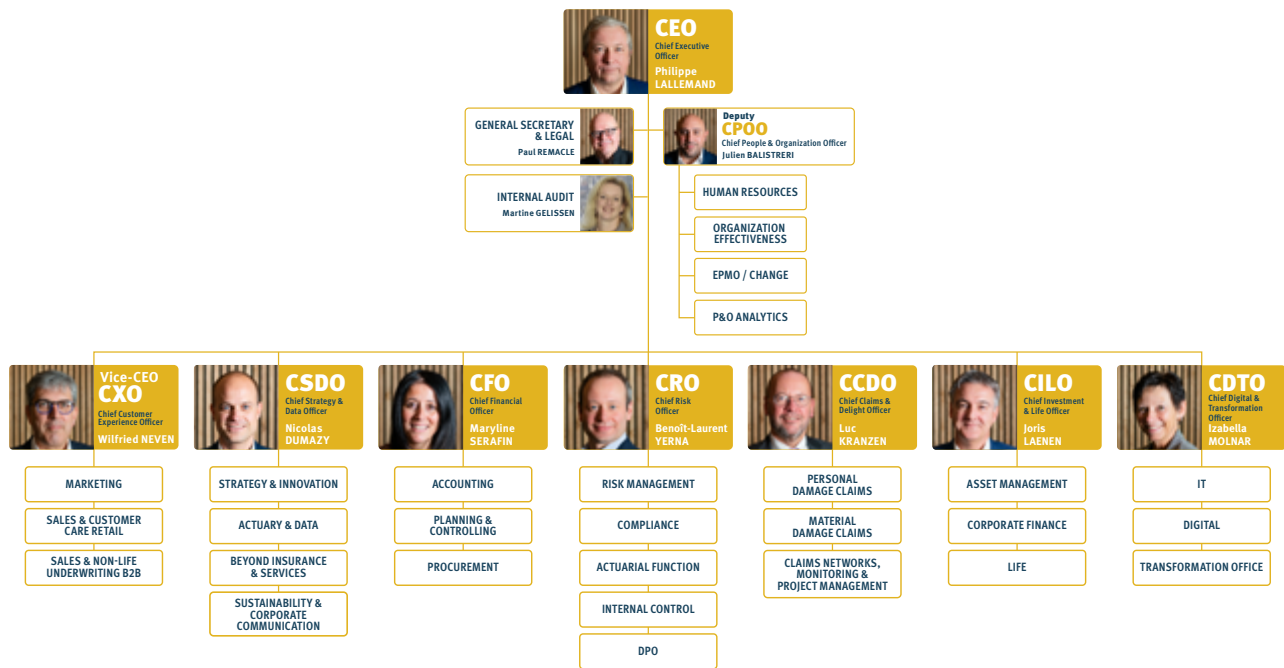 CEO
Chief Executive
Officer
Philippe
LALLEMAND
GENERAL SECRETARY
& LEGAL
Paul REMACLE
Deputy
CPOO
Chief People & Organization Officer
Julien BALISTRERI
INTERNAL AUDIT
Martine GELISSEN
HUMAN RESOURCES
ORGANIZATION
EFFECTIVENESS
EPMO / CHANGE
P&O ANALYTICS
Vice-CEO
CXO
Chief Customer
Experience Officer
Wilfried NEVEN
MARKETING
SALES & CUSTOMER
CARE RETAIL
SALES & NON-LIFE
UNDERWRITING B2B
CSDO
Chief Strategy &
Data Officer
Nicolas
DUMAZY
STRATEGY & INNOVATION
ACTUARY & DATA
BEYOND INSURANCE
& SERVICES
SUSTAINABILITY &
CORPORATE
COMMUNICATION
CFO
Chief Financial
Officer
Maryline
SERAFIN
ACCOUNTING
PLANNING &
CONTROLLING
PROCUREMENT
CRO
Chief Risk
Officer
Benoît-Laurent
YERNA
RISK MANAGEMENT
COMPLIANCE
ACTUARIAL FUNCTION
INTERNAL CONTROL
DPO
CCDO
Chief Claims &
Delight Officer
Luc
KRANZEN
PERSONAL
DAMAGE CLAIMS
MATERIAL
DAMAGE CLAIMS
CLAIMS NETWORKS,
MONITORING &
PROJECT MANAGEMENT
CILO
Chief Investment
& Life Officer
Joris
LAENEN
ASSET MANAGEMENT
CORPORATE FINANCE
LIFE
CDTO
Chief Digital &
Transformation
Officer
Izabella
MOLNAR
IT
DIGITAL
TRANSFORMATION OFFICE